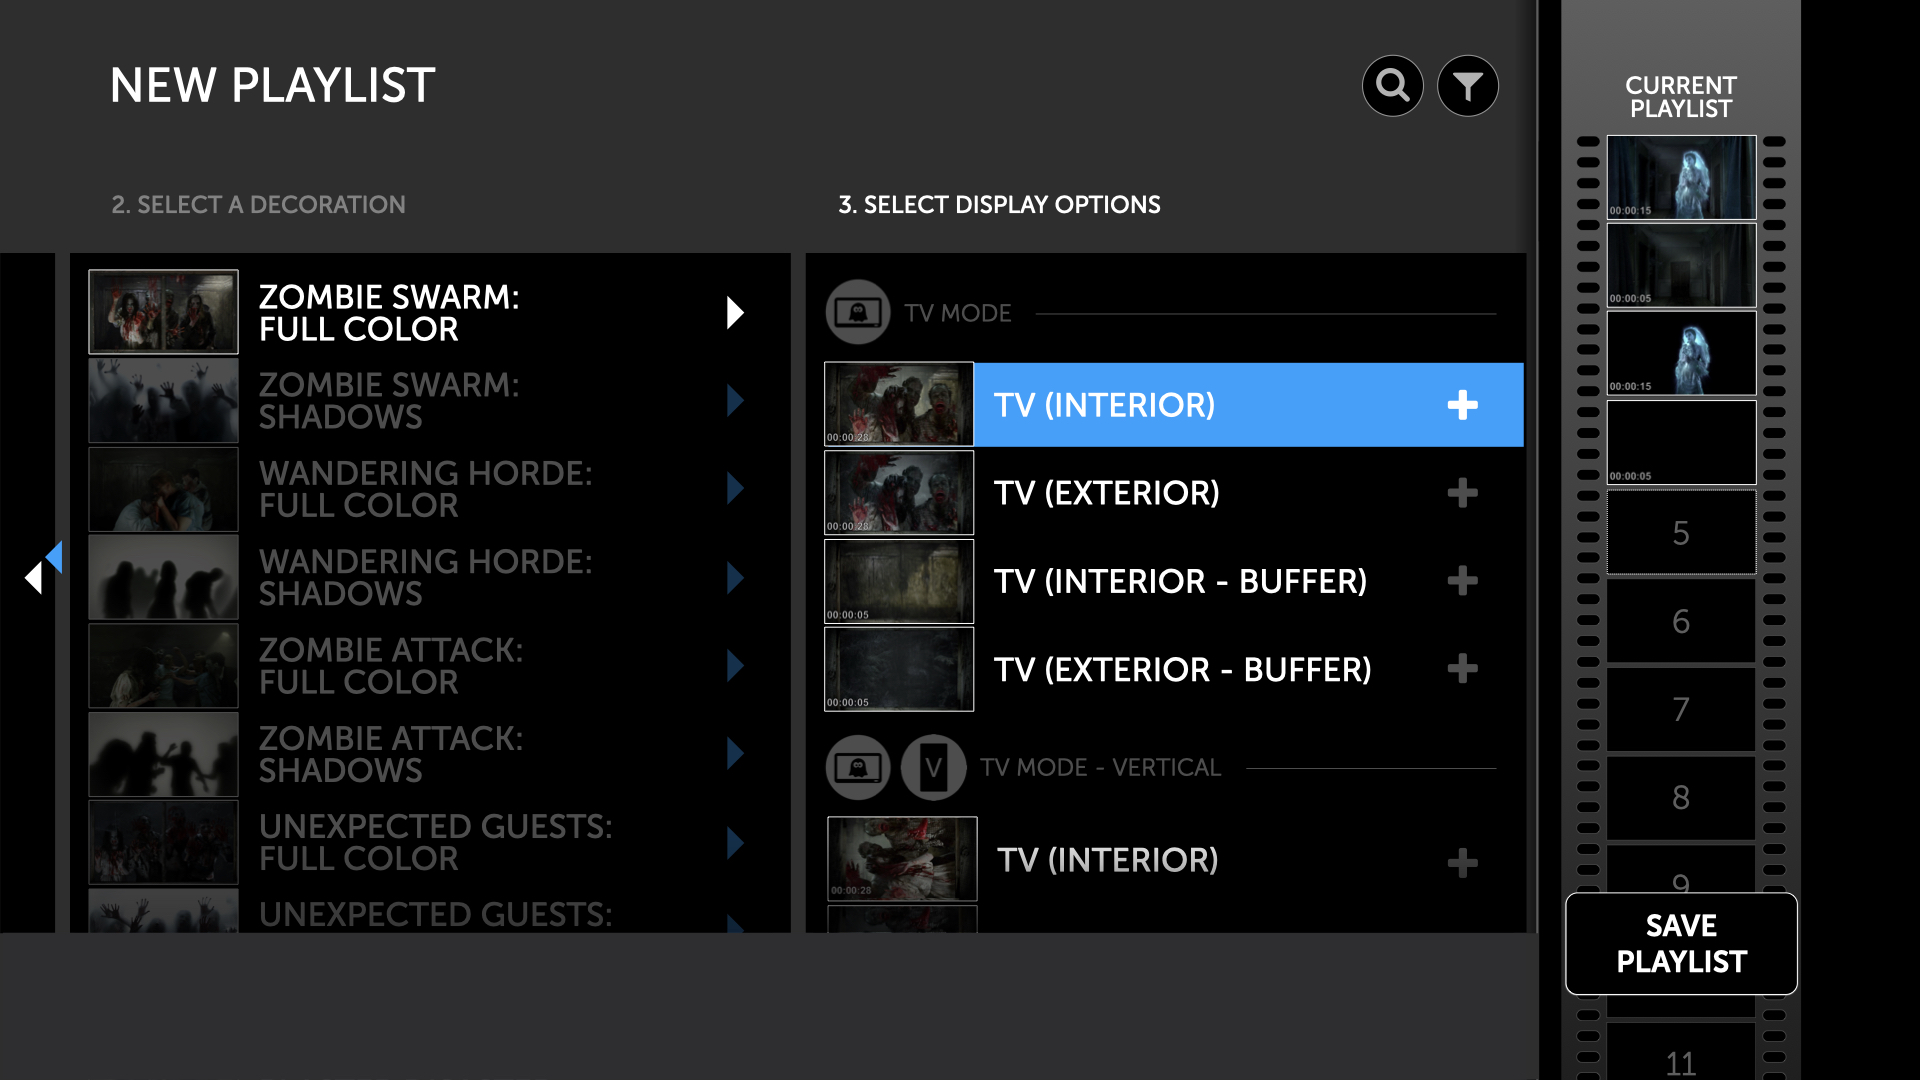 NEW PLAYLIST
2. SELECT A DECORATION
ZOMBIE SWARM:
FULL COLOR
ZOMBIE SWARM:
SHADOWS
WANDERING HORDE:
FULL COLOR
WANDERING HORDE:
SHADOWS
ZOMBIE ATTACK:
FULL COLOR
ZOMBIE ATTACK:
SHADOWS
UNEXPECTED GUESTS:
FULL COLOR
UNEXPECTED GUESTS:
3. SELECT DISPLAY OPTIONS
TV MODE
00:00:28
TV (INTERIOR)
00:00:28
TV (EXTERIOR)
00:00:05
TV (INTERIOR - BUFFER)
00:00:05
TV (EXTERIOR - BUFFER)
V
TV MODE - VERTICAL
00:00:28
TV (INTERIOR)
CURRENT
PLAYLIST
00:00:15
00:00:05
00:00:15
00:00:05
5
6
7
8
9
SAVE
PLAYLIST
11